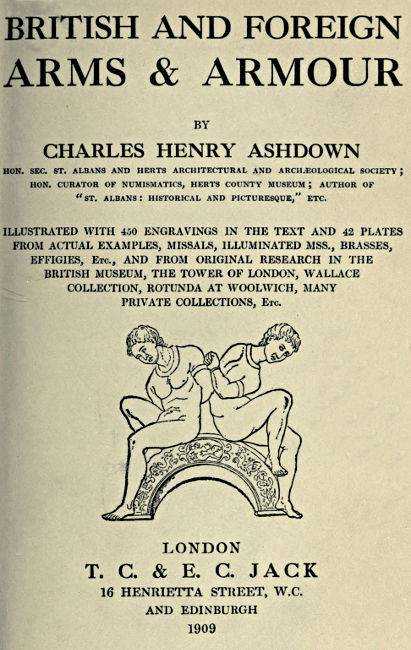 BRITISH AND FOREIGN
ARMS & ARMOUR
BY
CHARLES HENRY ASHDOWN
HON. SEC. ST. ALBANS AND HERTS ARCHITECTURAL AND ARCHÆOLOGICAL SOCIETY;
HON. CURATOR OF NUMISMATICS, HERTS COUNTY MUSEUM; AUTHOR OF
"ST. ALBANS: HISTORICAL AND PICTURESQUE," ETC.
ILLUSTRATED WITH 450 ENGRAVINGS IN THE TEXT AND 42 PLATES
FROM ACTUAL EXAMPLES, MISSALS, ILLUMINATED MSS., BRASSES,
EFFIGIES, Etc., AND FROM ORIGINAL RESEARCH IN THE
BRITISH MUSEUM, THE TOWER OF LONDON, WALLACE
COLLECTION, ROTUNDA AT WOOLWICH, MANY
PRIVATE COLLECTIONS, Etc.
LONDON
T. C. & E. C. JACK
16 HENRIETTA STREET, W.C.
AND EDINBURGH
1909